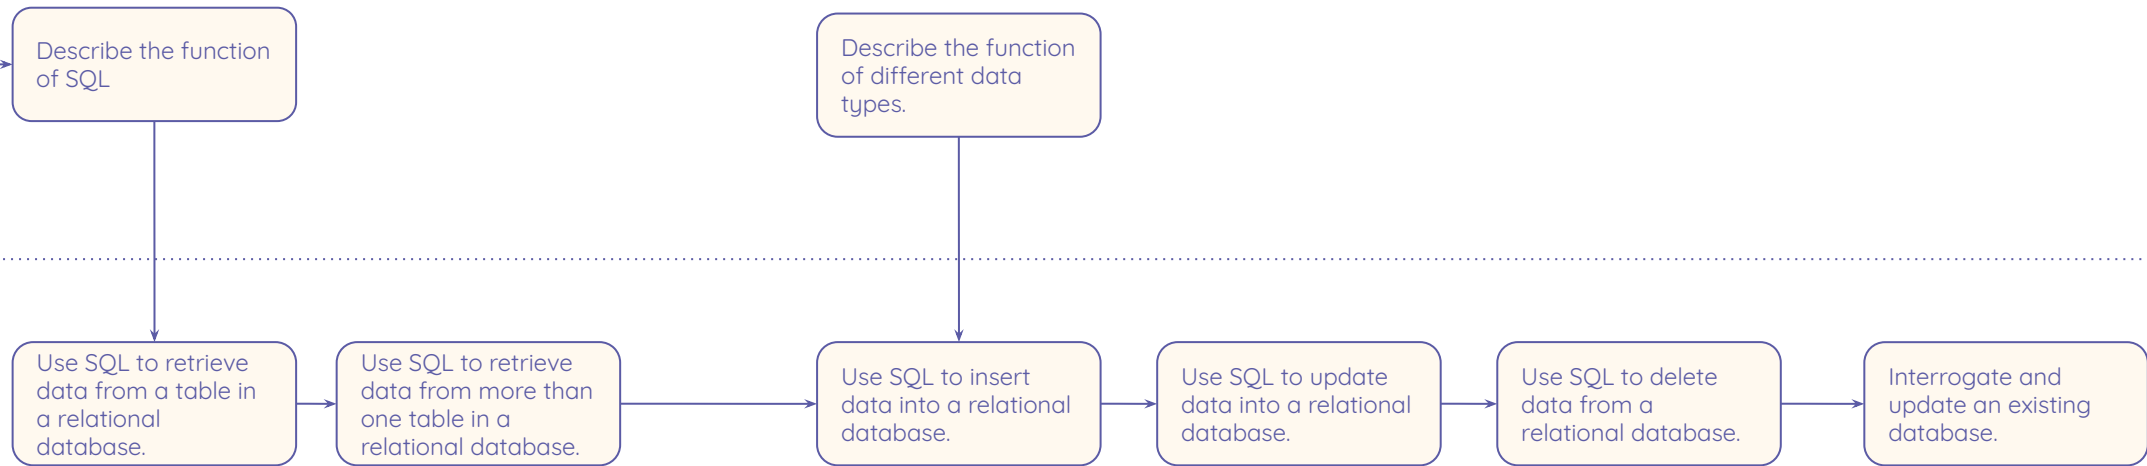 Describe the function
of SQL
Describe the function
of different data
types.
Use SQL to retrieve
data from a table in
a relational
database.
Use SQL to retrieve
data from more than
one table in a
relational database.
Use SQL to insert
data into a relational
database.
Use SQL to update
data into a relational
database.
Use SQL to delete
data from a
relational database.
Interrogate and
update an existing
database.